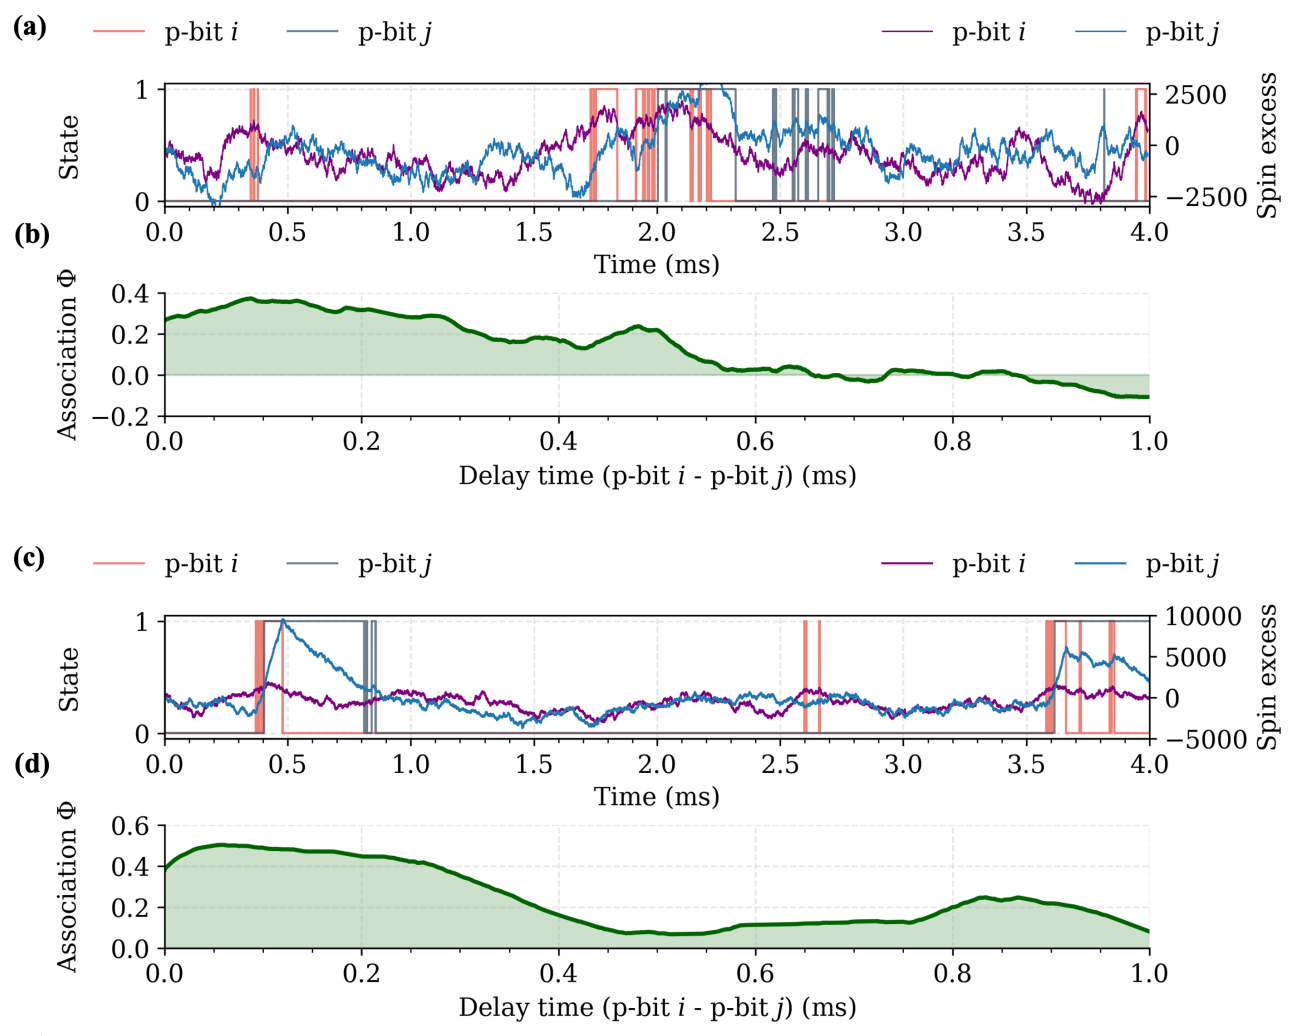 (a) p-bit i p-bit j p-bit i p-bit j
State
1
0
2500
0
−2500
Spin excess
0.0 0.5 1.0 1.5 2.0 2.5 3.0 3.5 4.0
Time (ms)
(b)
Association Φ
0.4
0.2
0.0
−0.2
0.0 0.2 0.4 0.6 0.8 1.0
Delay time (p-bit i - p-bit j) (ms)
(c) p-bit i p-bit j p-bit i p-bit j
State
1
0
10000
5000
0
−5000
Spin excess
0.0 0.5 1.0 1.5 2.0 2.5 3.0 3.5 4.0
Time (ms)
(d)
Association Φ
0.6
0.4
0.2
0.0
0.0 0.2 0.4 0.6 0.8 1.0
Delay time (p-bit i - p-bit j) (ms)